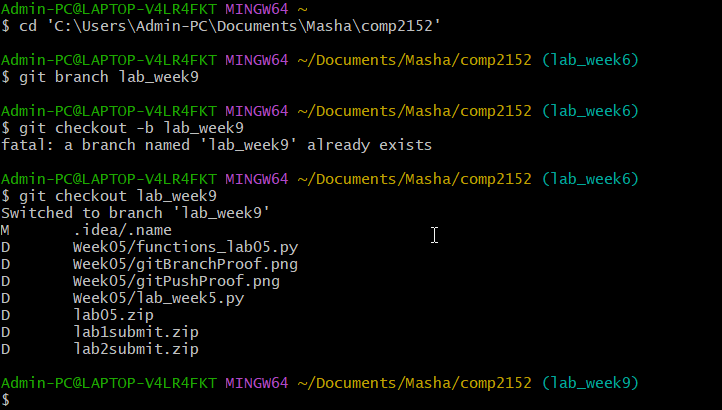 Admin-PC@LAPTOP-V4LR4FKT MINGW64 ~
$ cd 'C:\Users\Admin-PC\Documents\Masha\comp2152'
Admin-PC@LAPTOP-V4LR4FKT MINGW64 ~/Documents/Masha/comp2152 (lab_week6)
$ git branch lab_week9
Admin-PC@LAPTOP-V4LR4FKT MINGW64 ~/Documents/Masha/comp2152 (lab_week6)
$ git checkout -b lab_week9
fatal: a branch named 'lab_week9' already exists
Admin-PC@LAPTOP-V4LR4FKT MINGW64 ~/Documents/Masha/comp2152 (lab_week6)
$ git checkout lab_week9
Switched to branch 'lab_week9'
M       .idea/.name
D       Week05/functions_lab05.py
D       Week05/gitBranchProof.png
D       Week05/gitPushProof.png
D       Week05/lab_week5.py
D       lab05.zip
D       lab1submit.zip
D       lab2submit.zip
Admin-PC@LAPTOP-V4LR4FKT MINGW64 ~/Documents/Masha/comp2152 (lab_week9)
$